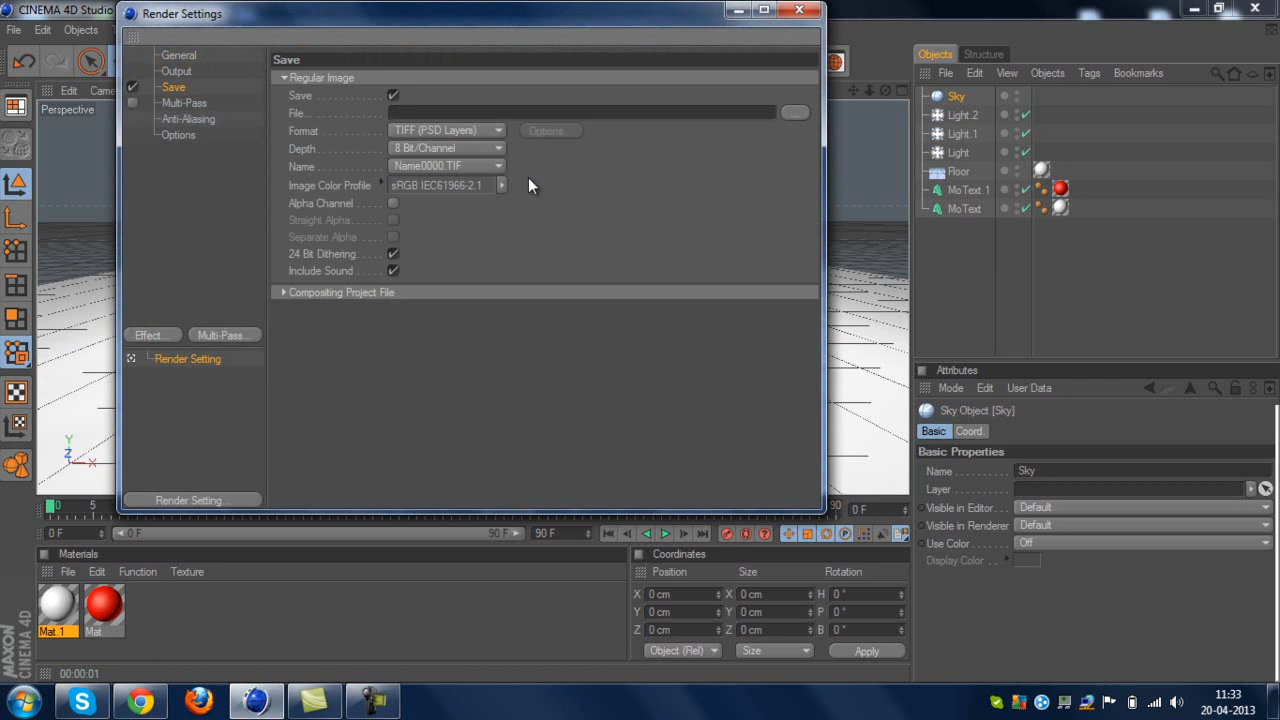 CINEMA 4D Studio
File Edit Objects
Render Settings
General
Output
Save
Multi-Pass
Anti-Aliasing
Options
Effect...
Multi-Pass...
Render Setting
Render Setting...
Save
Regular Image
Save
File...
...
Format TIFF (PSD Layers) Options...
Depth 8 Bit/Channel
Name Name0000.TIF
Image Color Profile sRGB IEC61966-2.1
Alpha Channel
Straight Alpha
Separate Alpha
24 Bit Dithering
Include Sound
Compositing Project File
Edit Came
Perspective
Y
Z X
0 5 90 0 F
0 F 0 F 90 F 90 F
Objects Structure
File Edit View Objects Tags Bookmarks
Sky
Light.2
Light.1
Light
Floor
MoText.1
MoText
Attributes
Mode Edit User Data
Sky Object [Sky]
Basic Coord.
Basic Properties
Name Sky
Layer
Visible in Editor Default
Visible in Renderer Default
Use Color Off
Display Color
Materials
File Edit Function Texture
Mat.1 Mat
Coordinates
Position Size Rotation
X 0 cm X 0 cm H 0 °
Y 0 cm Y 0 cm P 0 °
Z 0 cm Z 0 cm B 0 °
Object (Rel) Size Apply
MAXON
CINEMA 4D
00:00:01
11:33
20-04-2013